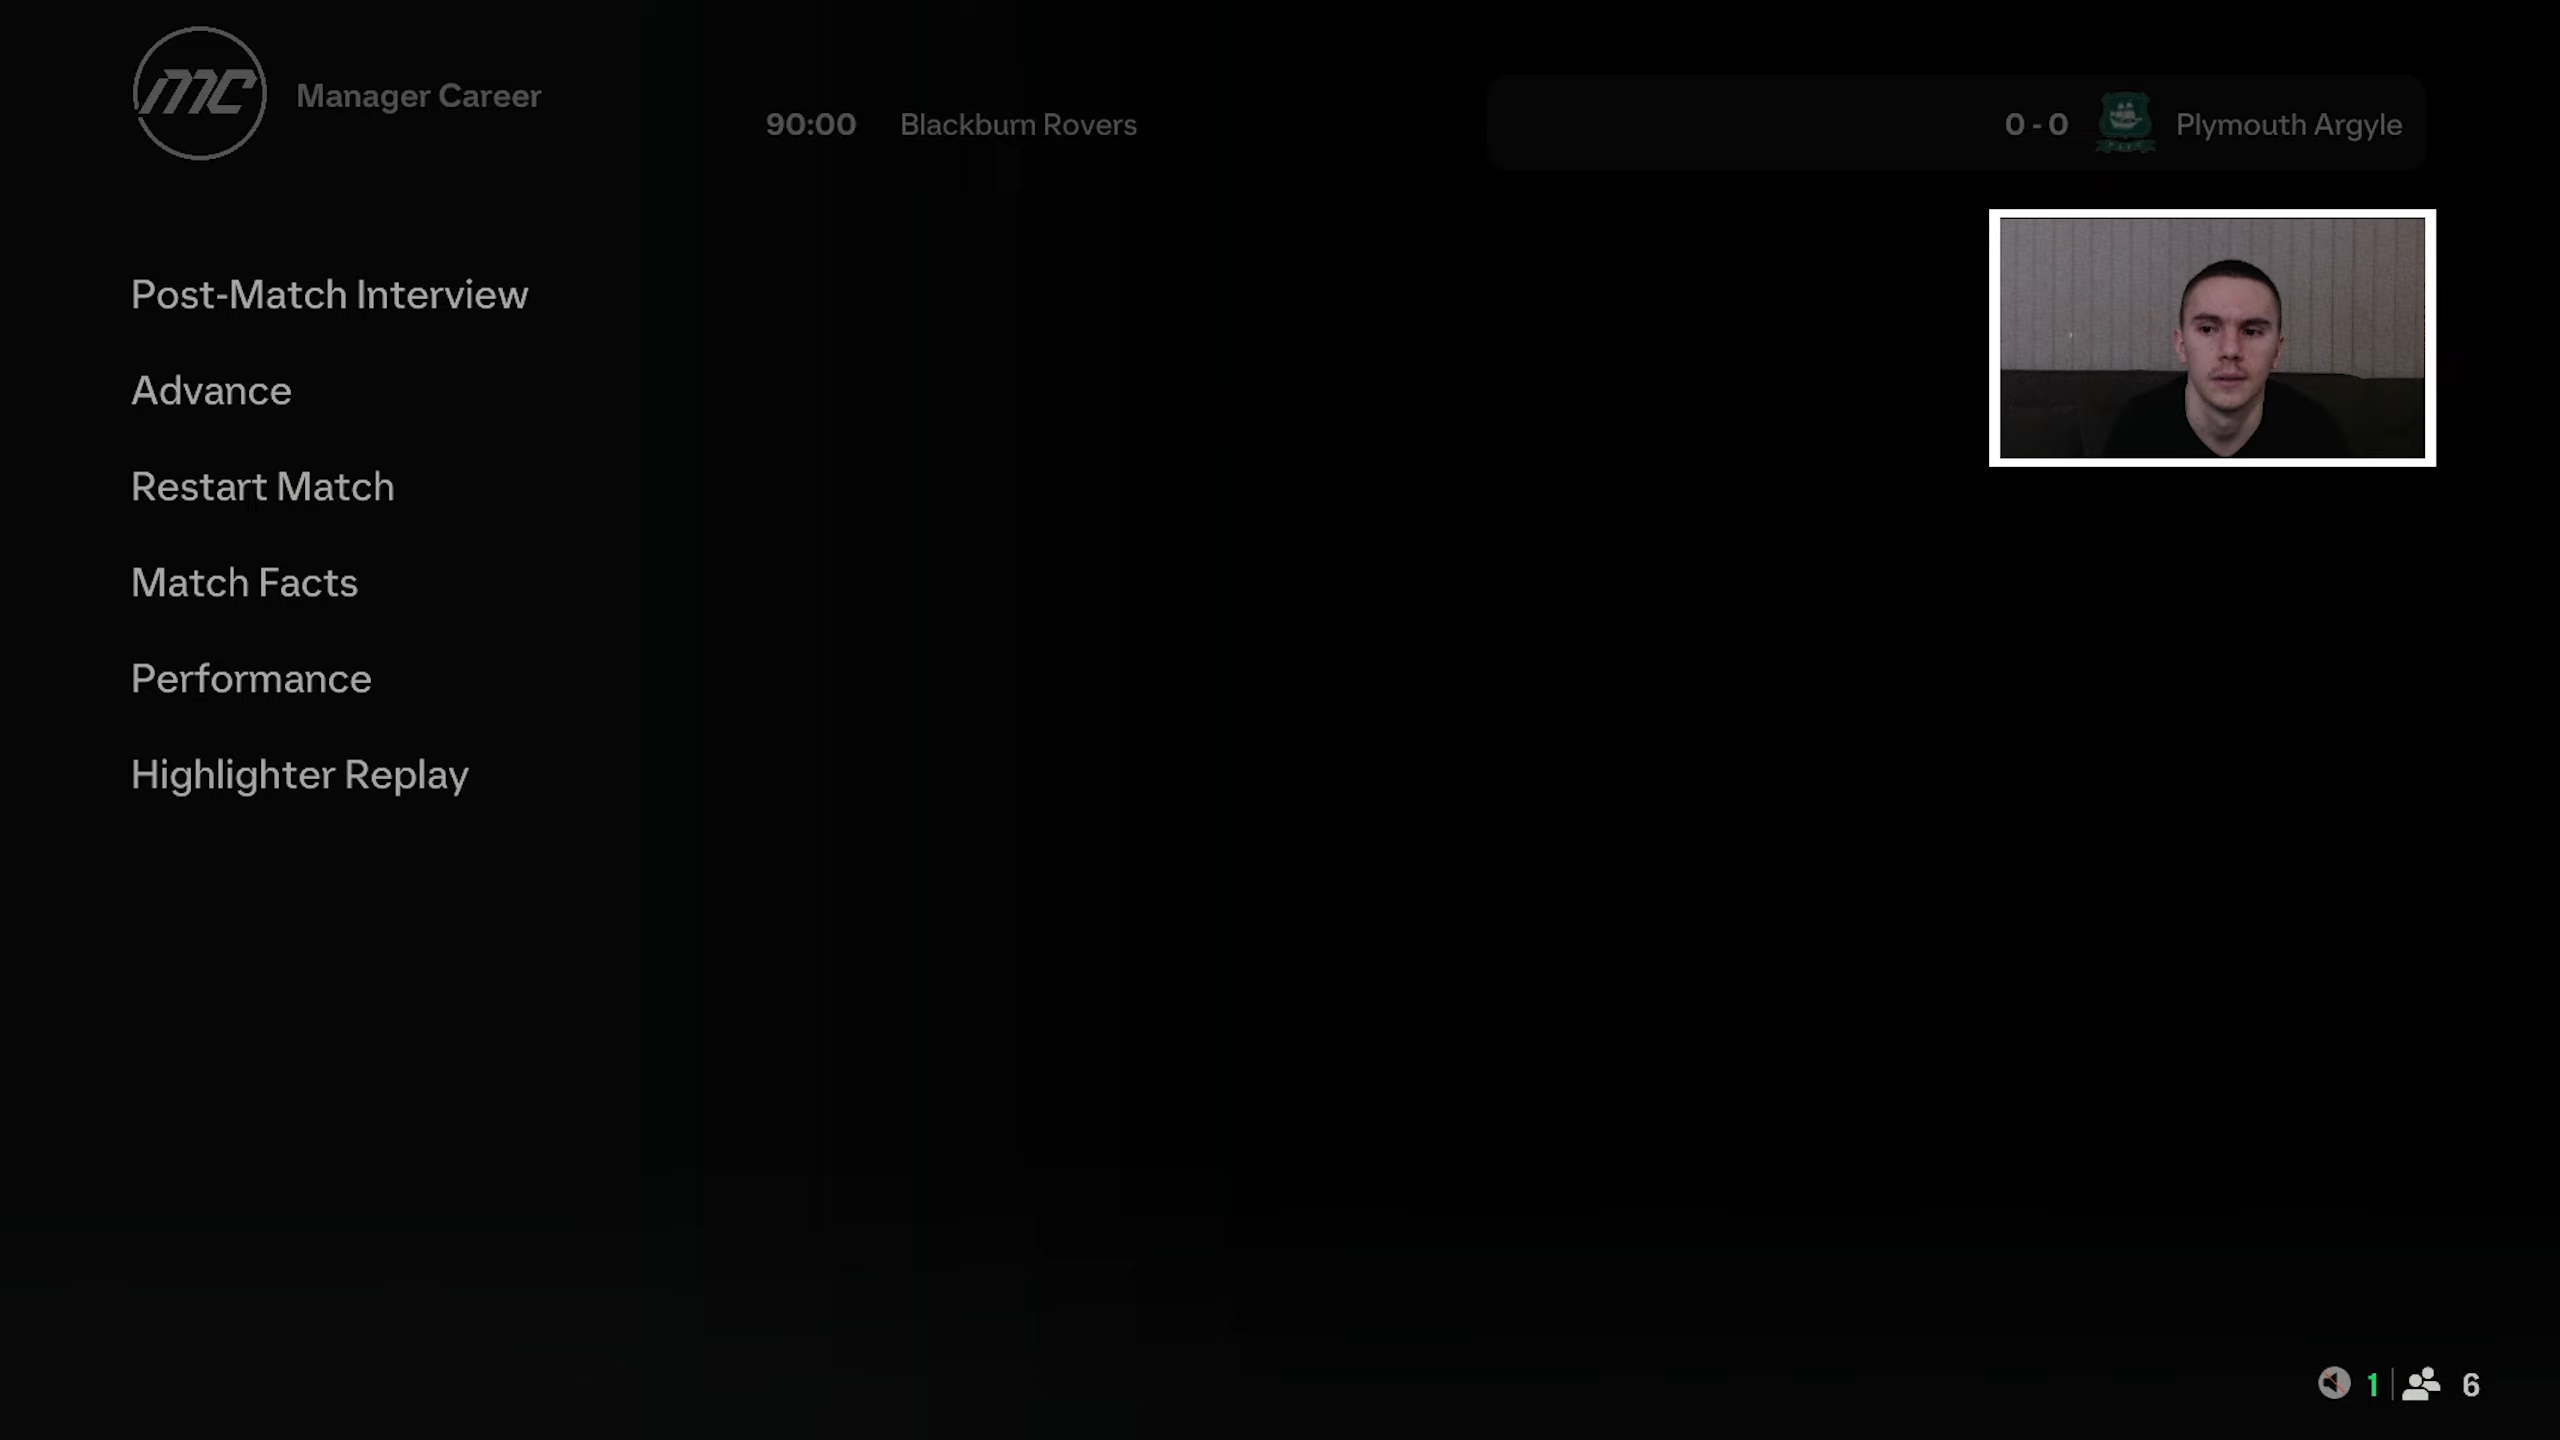 MC Manager Career
90:00 Blackburn Rovers 0 - 0 Plymouth Argyle
Post-Match Interview
Advance
Restart Match
Match Facts
Performance
Highlighter Replay
1 6